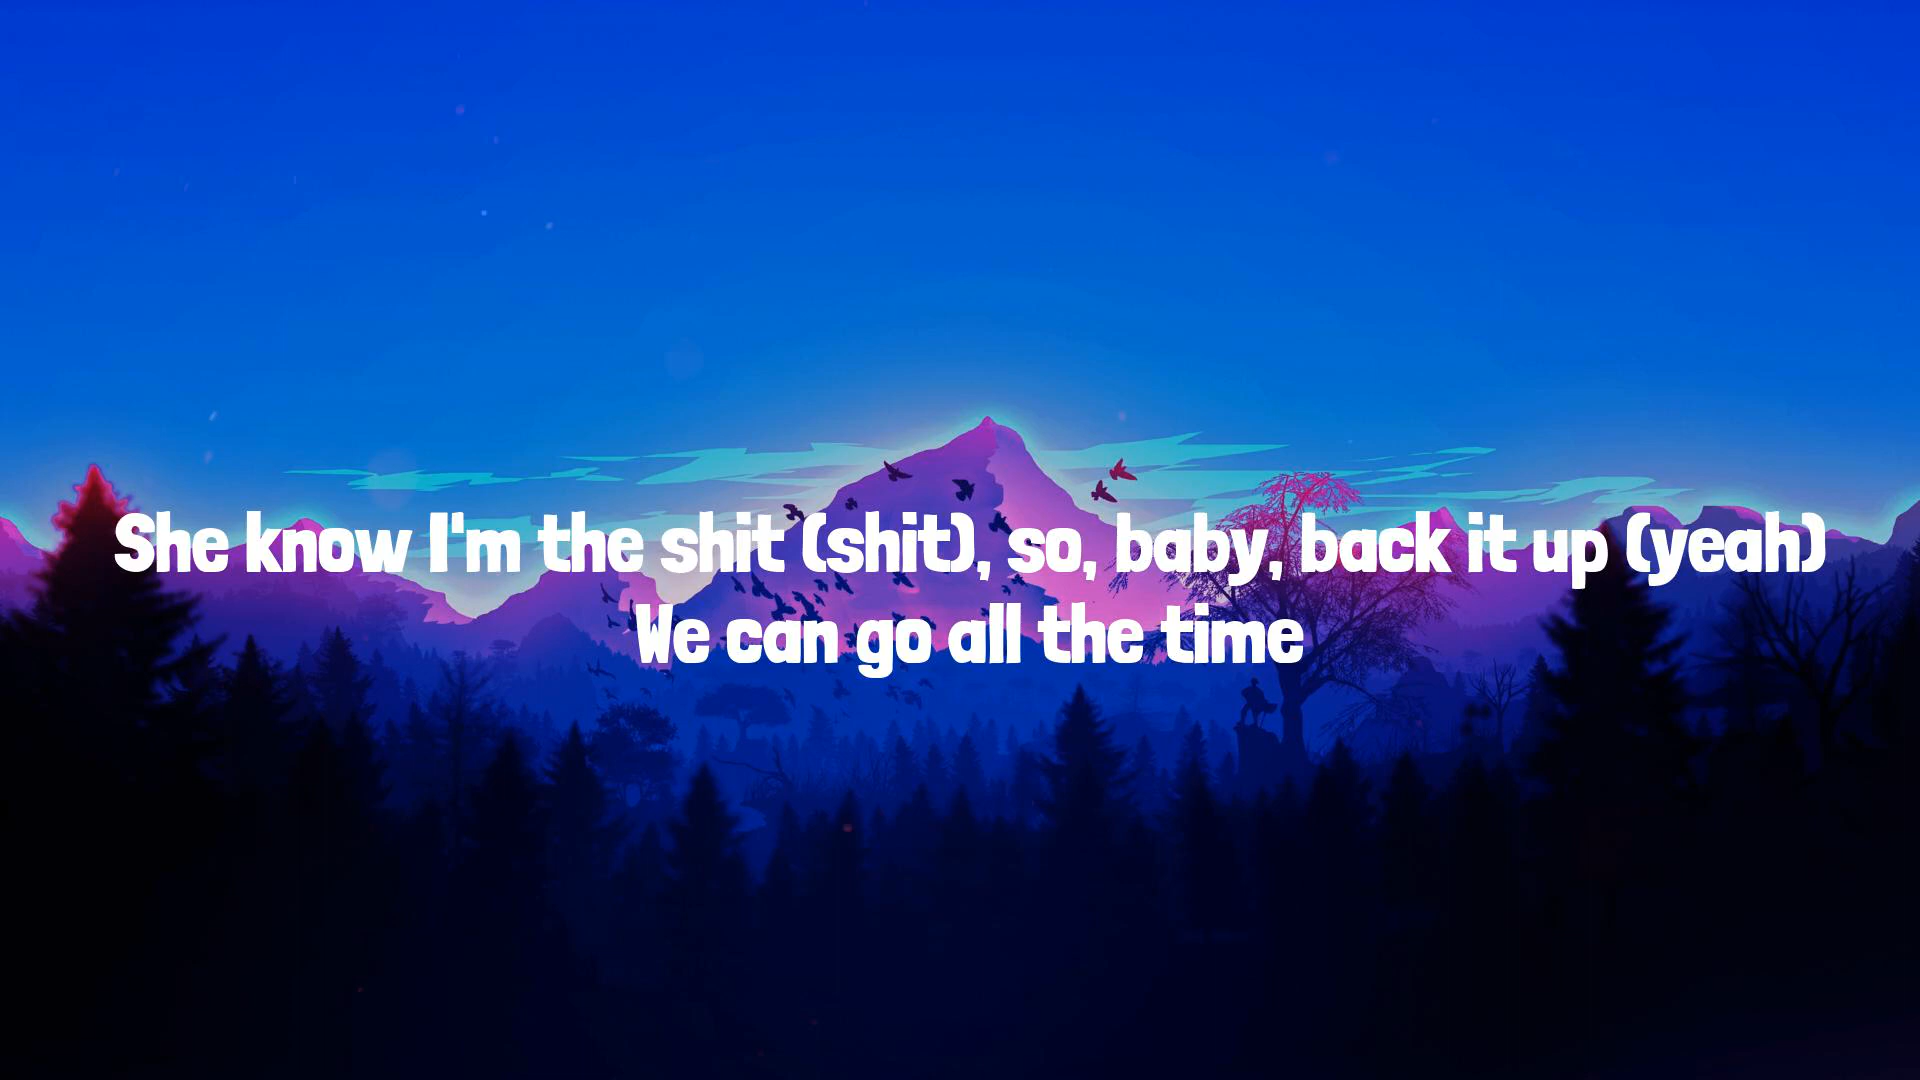 She know I'm the shit (shit), so, baby, back it up (yeah)
We can go all the time